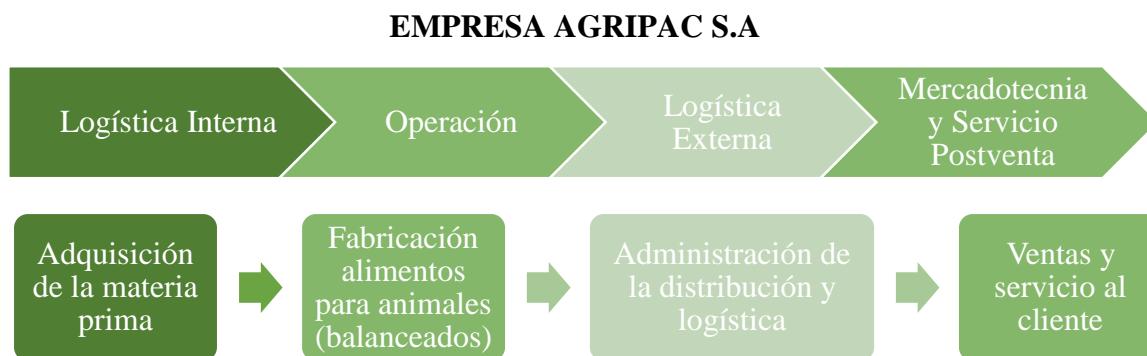 EMPRESA AGRIPAC S.A
Logística Interna
Operación
Logística
Externa
Mercadotecnia
y Servicio
Postventa
Adquisición
de la materia
prima
Fabricación
alimentos
para animales
(balanceados)
Administración de
la distribución y
logística
Ventas y
servicio al
cliente